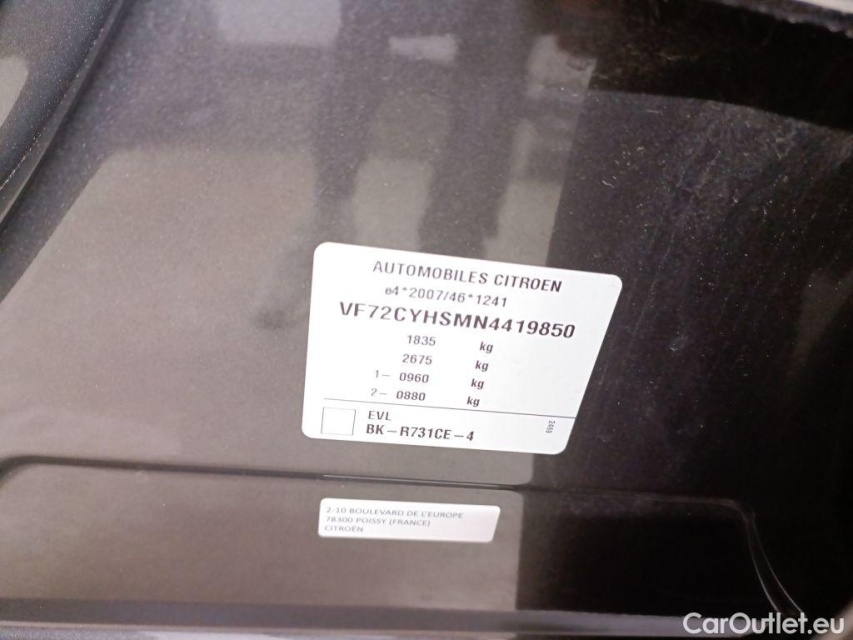 AUTOMOBILES CITROEN
e4*2007/46*1241
VF72CYHSMN4419850
1835 kg
2675 kg
1- 0960 kg
2- 0880 kg
EVL
BK-R731CE-4
2-10 BOULEVARD DE L'EUROPE
78300 POISSY (FRANCE)
CITROËN
CarOutlet.eu